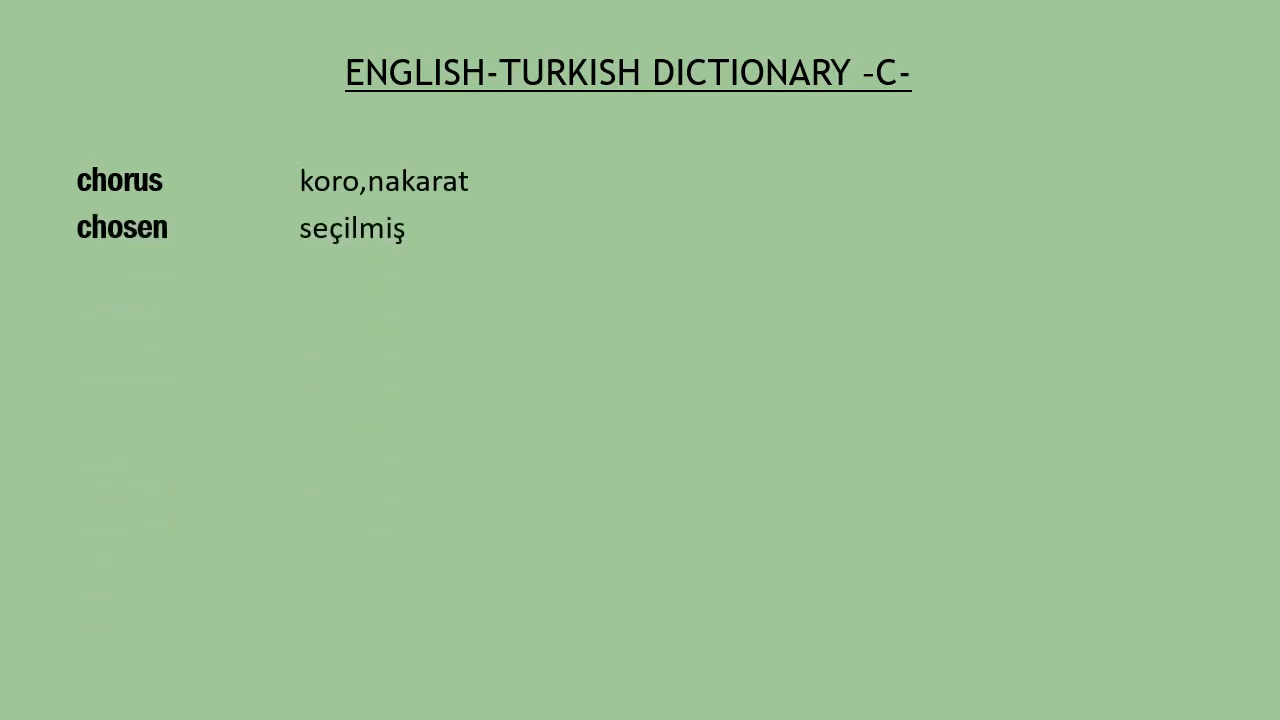 ENGLISH-TURKISH DICTIONARY –C-
chorus koro,nakarat
chosen seçilmiş